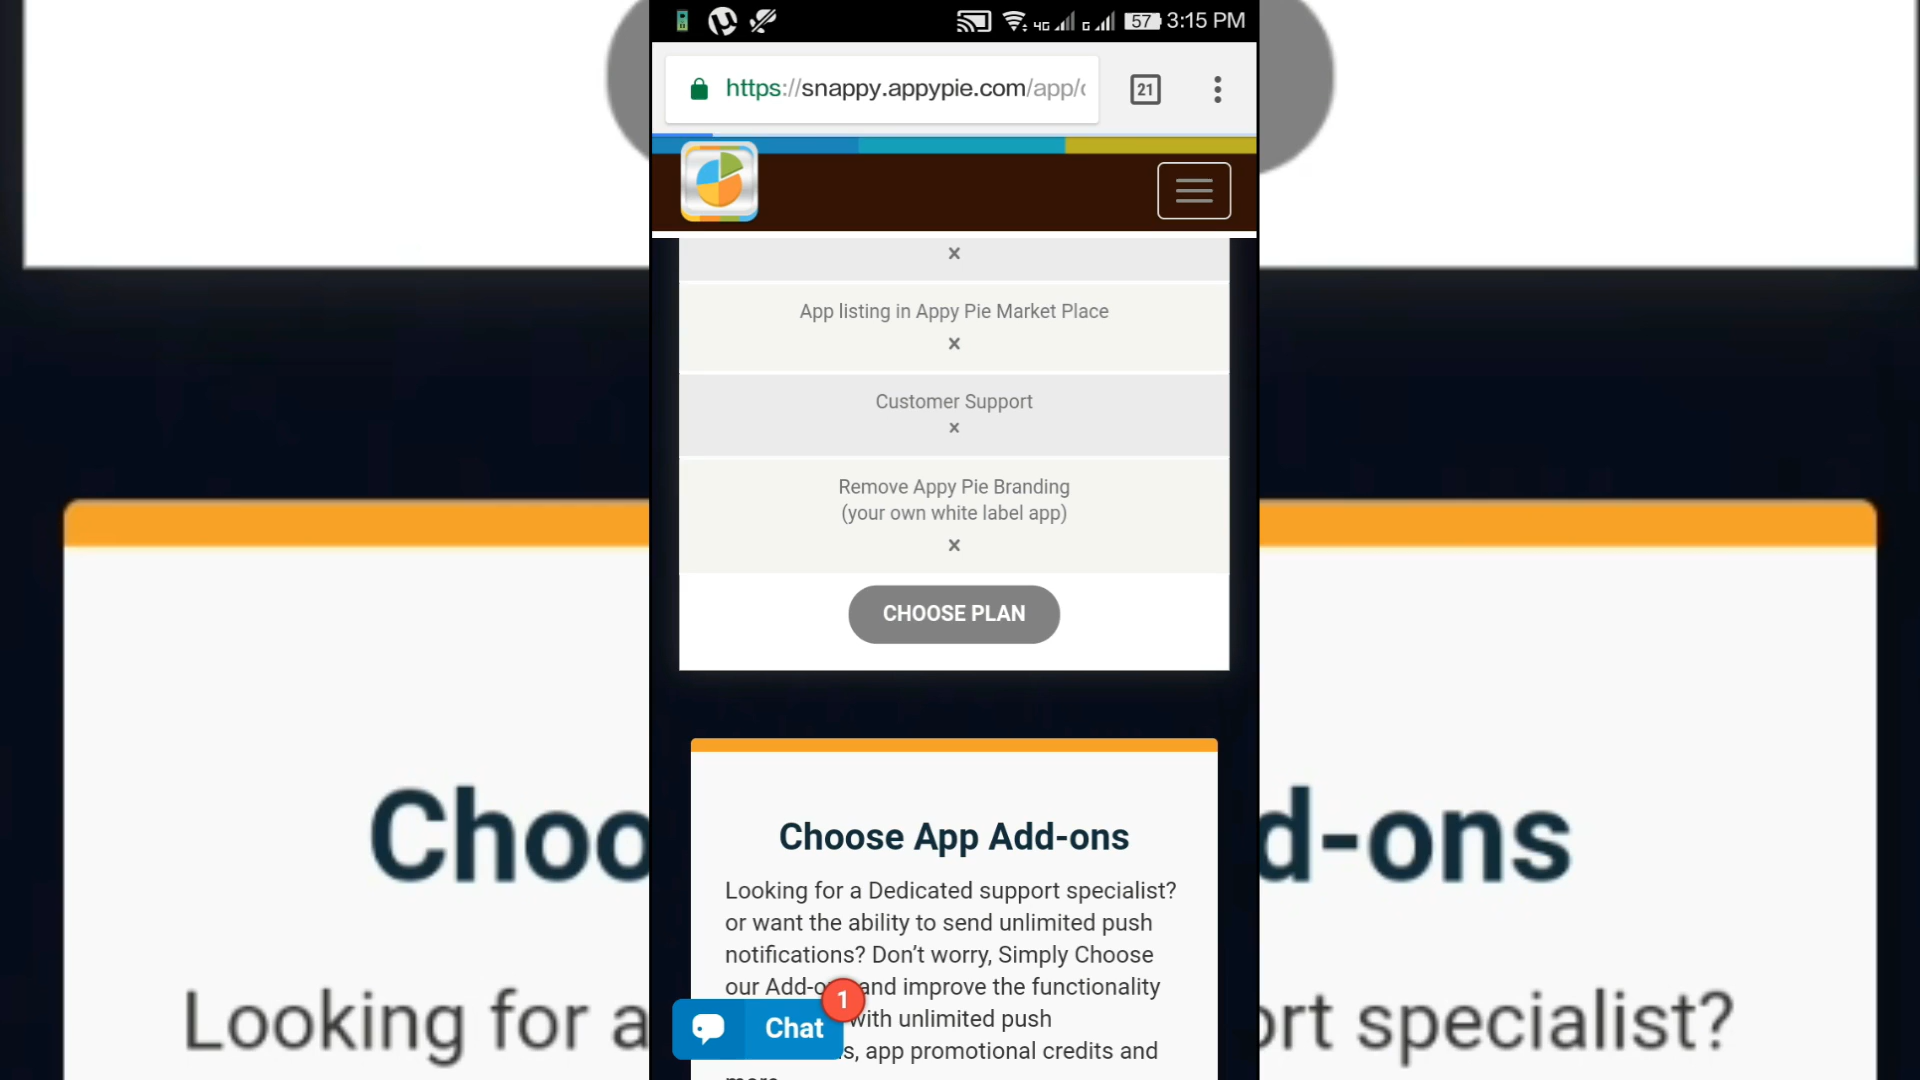 4G
G
57
3:15 PM
https://snappy.appypie.com/app/
21
×
App listing in Appy Pie Market Place
×
Customer Support
×
Remove Appy Pie Branding
(your own white label app)
×
CHOOSE PLAN
Choose App Add-ons
Looking for a Dedicated support specialist?
or want the ability to send unlimited push
notifications? Don’t worry, Simply Choose
our and improve the functionality
with unlimited push
app promotional credits and
1
Chat
Choo
d-ons
Looking for a
ort specialist?